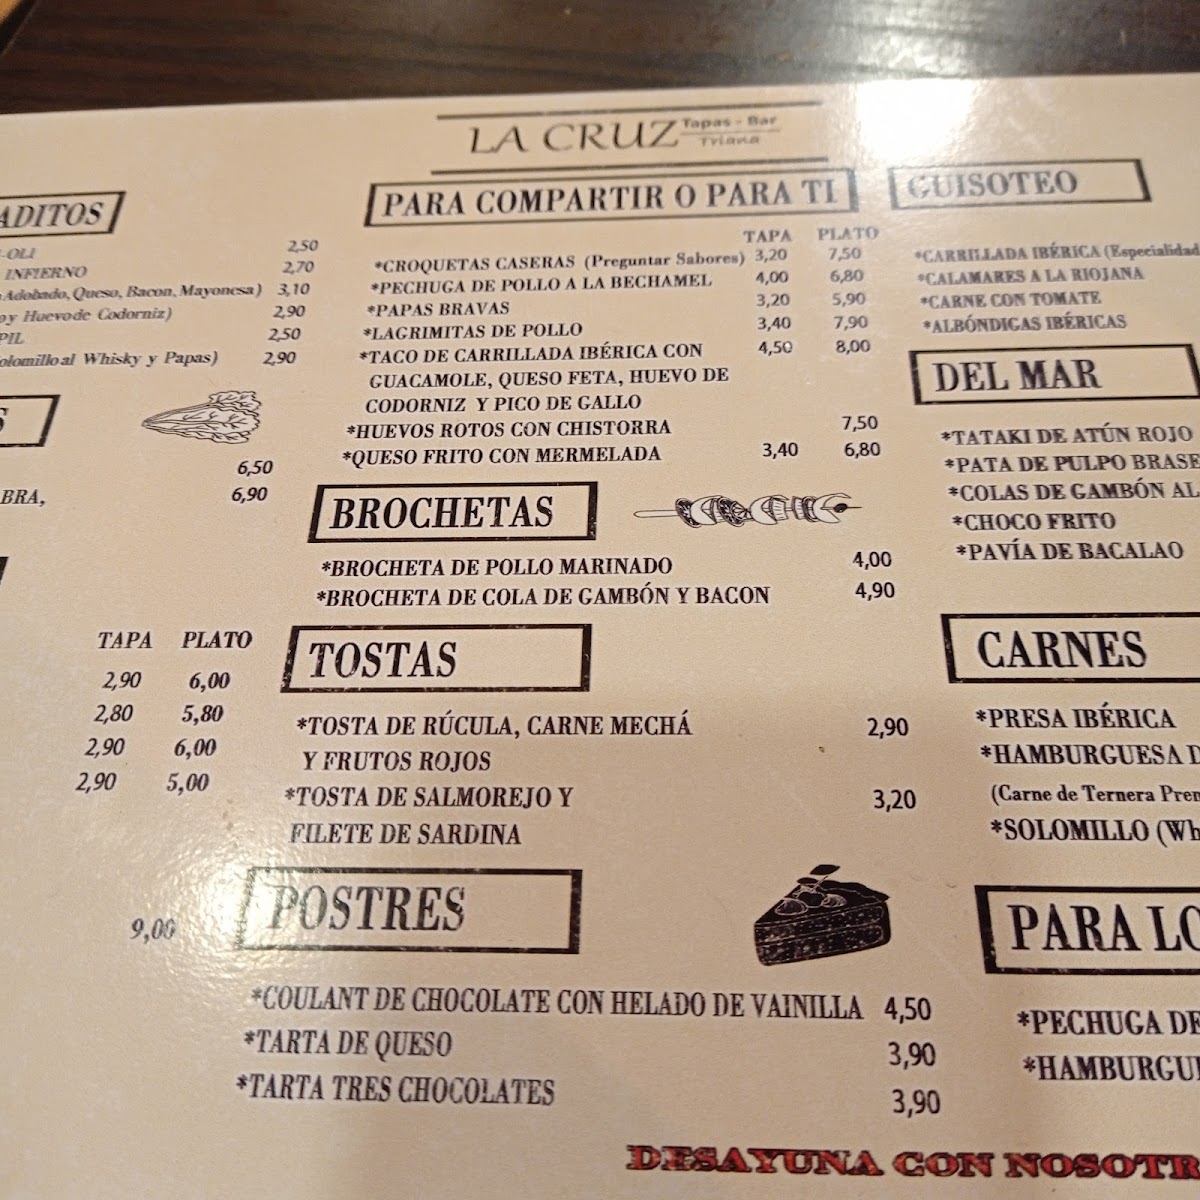 LA CRUZ Tapas - Bar
Triana
ADITOS
-OLI 2,50
INFIERNO 2,70
Adobado, Queso, Bacon, Mayonesa) 3,10
y Huevo de Codorniz) 2,90
PIL 2,50
olomillo al Whisky y Papas) 2,90
S
6,50
BRA, 6,90
TAPA PLATO
2,90 6,00
2,80 5,80
2,90 6,00
2,90 5,00
9,00
PARA COMPARTIR O PARA TI
TAPA PLATO
*CROQUETAS CASERAS (Preguntar Sabores) 3,20 7,50
*PECHUGA DE POLLO A LA BECHAMEL 4,00 6,80
*PAPAS BRAVAS 3,20 5,90
*LAGRIMITAS DE POLLO 3,40 7,90
*TACO DE CARRILLADA IBÉRICA CON 4,50 8,00
GUACAMOLE, QUESO FETA, HUEVO DE
CODORNIZ Y PICO DE GALLO
*HUEVOS ROTOS CON CHISTORRA 7,50
*QUESO FRITO CON MERMELADA 3,40 6,80
BROCHETAS
*BROCHETA DE POLLO MARINADO 4,00
*BROCHETA DE COLA DE GAMBÓN Y BACON 4,90
TOSTAS
*TOSTA DE RÚCULA, CARNE MECHÁ 2,90
Y FRUTOS ROJOS
*TOSTA DE SALMOREJO Y 3,20
FILETE DE SARDINA
POSTRES
*COULANT DE CHOCOLATE CON HELADO DE VAINILLA 4,50
*TARTA DE QUESO 3,90
*TARTA TRES CHOCOLATES 3,90
GUISOTEO
*CARRILLADA IBÉRICA (Especialidad
*CALAMARES A LA RIOJANA
*CARNE CON TOMATE
*ALBÓNDIGAS IBÉRICAS
DEL MAR
*TATAKI DE ATÚN ROJO
*PATA DE PULPO BRASE
*COLAS DE GAMBÓN AL
*CHOCO FRITO
*PAVÍA DE BACALAO
CARNES
*PRESA IBÉRICA
*HAMBURGUESA D
(Carne de Ternera Prem
*SOLOMILLO (Wh
PARA LO
*PECHUGA DE
*HAMBURGUE
DESAYUNA CON NOSOTR